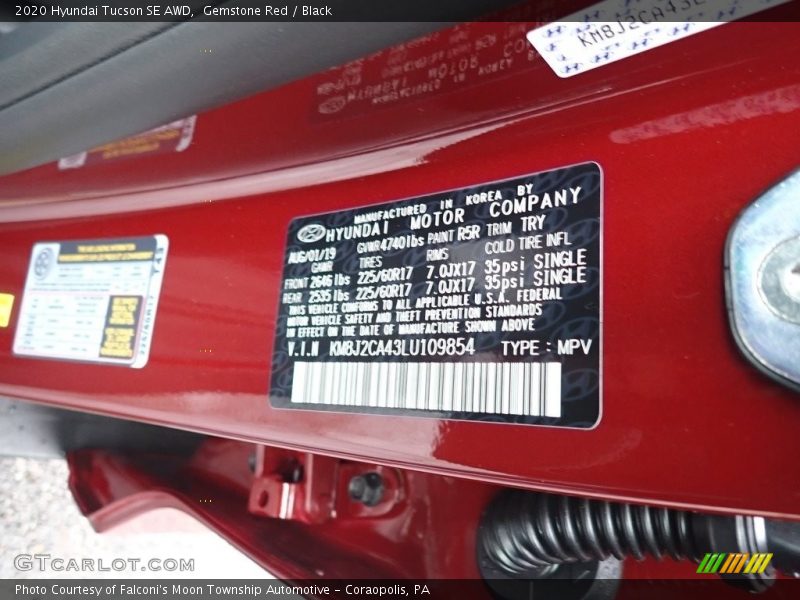 2020 Hyundai Tucson SE AWD,  Gemstone Red / Black
KM8J2CA43L
MANUFACTURED IN KOREA BY
HYUNDAI MOTOR COMPANY
AUG/01/19 GVWR4740lbs PAINT R5R TRIM TRY
GAWR TIRES RIMS COLD TIRE INFL
FRONT 2646 lbs 225/60R17 7.0JX17 35psi SINGLE
REAR 2535 lbs 225/60R17 7.0JX17 35psi SINGLE
THIS VEHICLE CONFORMS TO ALL APPLICABLE U.S.A. FEDERAL
MOTOR VEHICLE SAFETY AND THEFT PREVENTION STANDARDS
IN EFFECT ON THE DATE OF MANUFACTURE SHOWN ABOVE
V.I.N KM8J2CA43LU109854 TYPE : MPV
GTCARLOT.COM
Photo Courtesy of Falconi's Moon Township Automotive - Coraopolis, PA